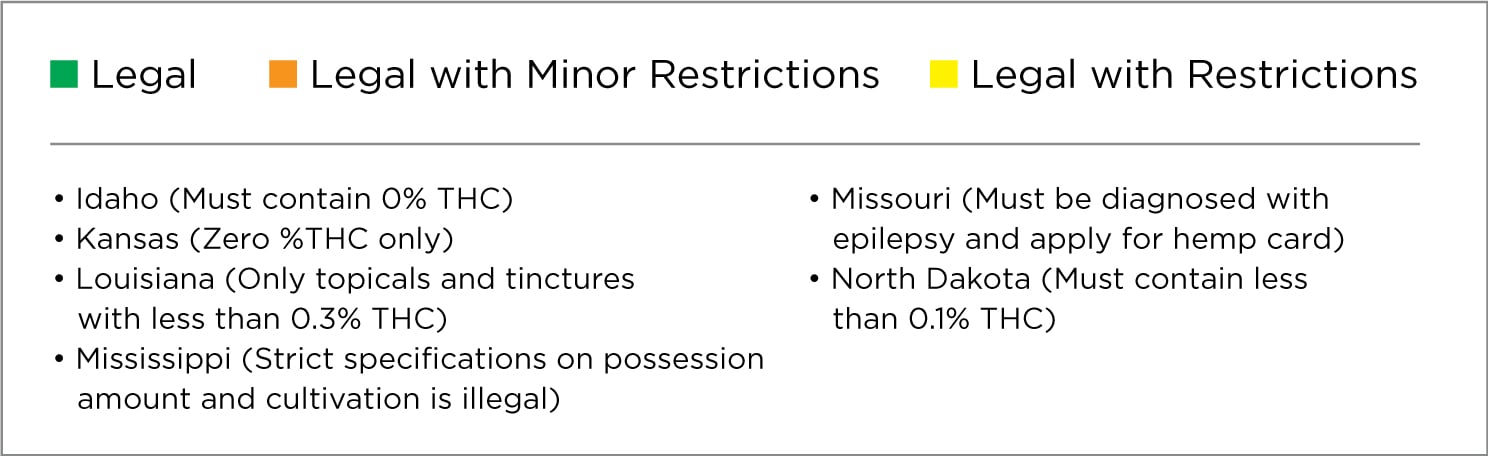 Legal Legal with Minor Restrictions Legal with Restrictions
• Idaho (Must contain 0% THC)
• Kansas (Zero %THC only)
• Louisiana (Only topicals and tinctures
with less than 0.3% THC)
• Mississippi (Strict specifications on possession
amount and cultivation is illegal)
• Missouri (Must be diagnosed with
epilepsy and apply for hemp card)
• North Dakota (Must contain less
than 0.1% THC)